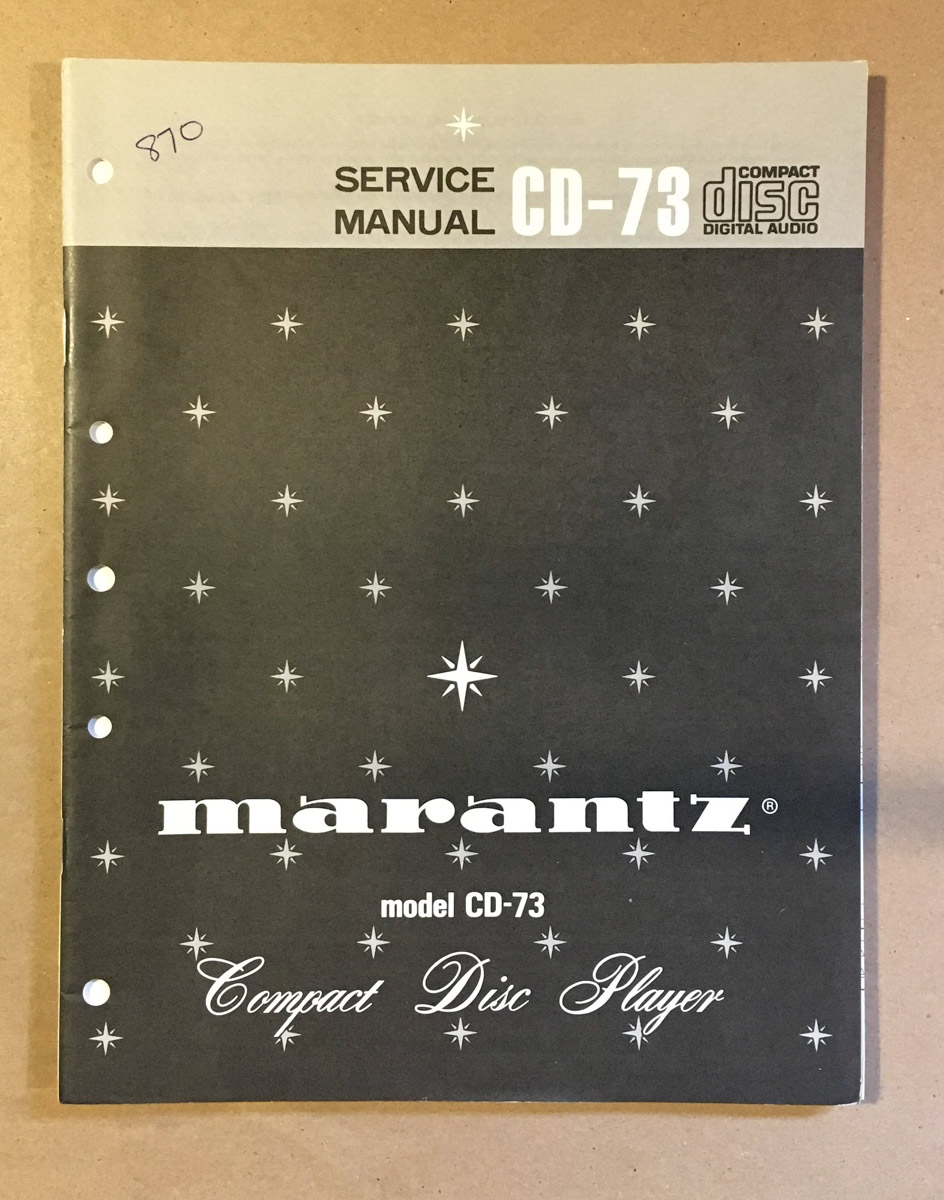 870
SERVICE
MANUAL
CD-73
COMPACT
disc
DIGITAL AUDIO
marantz®
model CD-73
Compact Disc Player